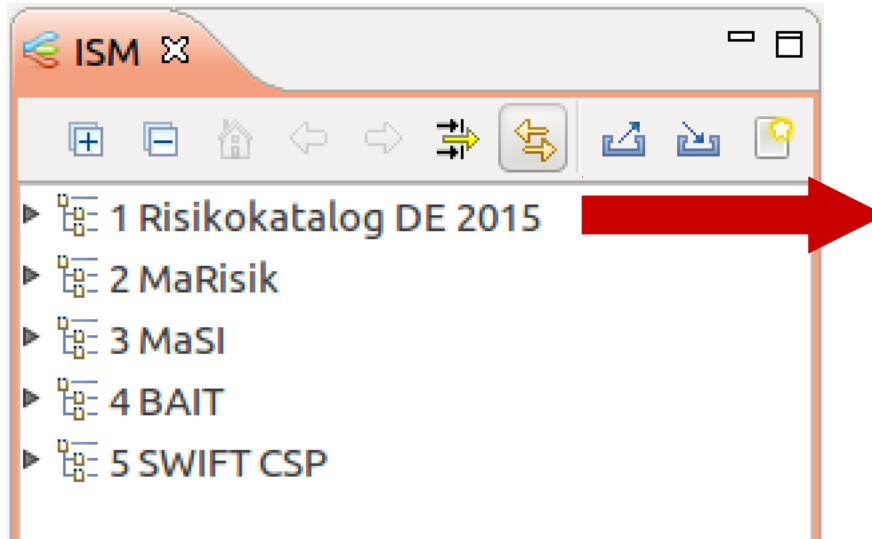 ISM
1 Risikokatalog DE 2015
2 MaRisik
3 MaSI
4 BAIT
5 SWIFT CSP